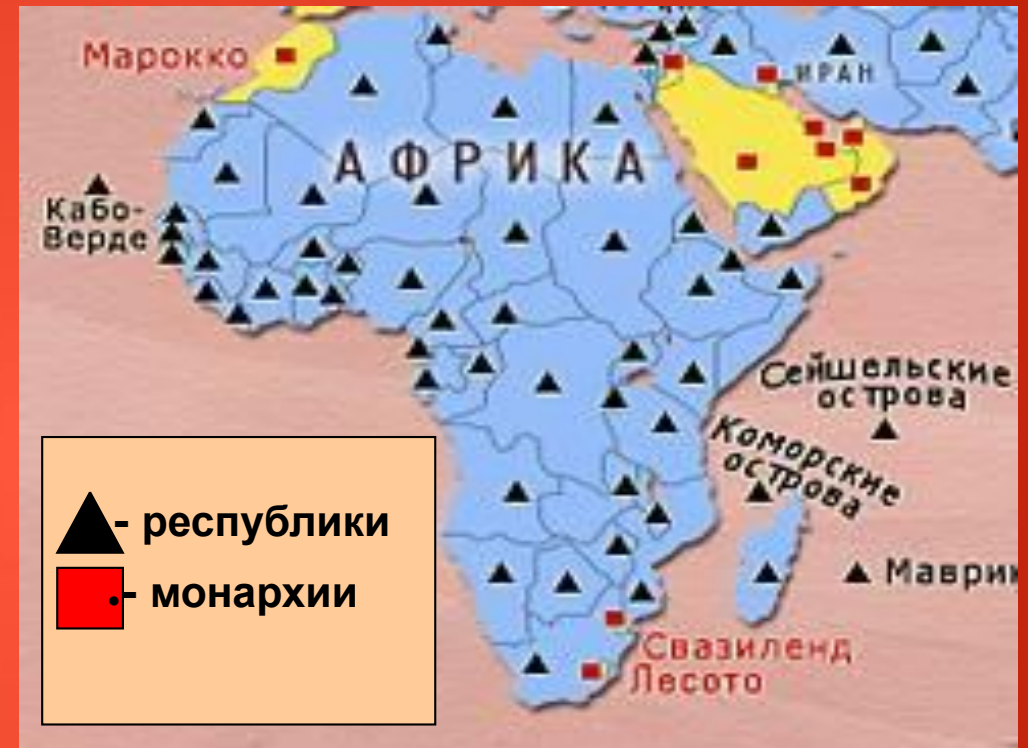 Марокко
ИРАН
АФРИКА
Кабо-
Верде
Сейшельские
острова
Коморские
острова
- республики
- монархии
Маврик
Свазиленд
Лесото